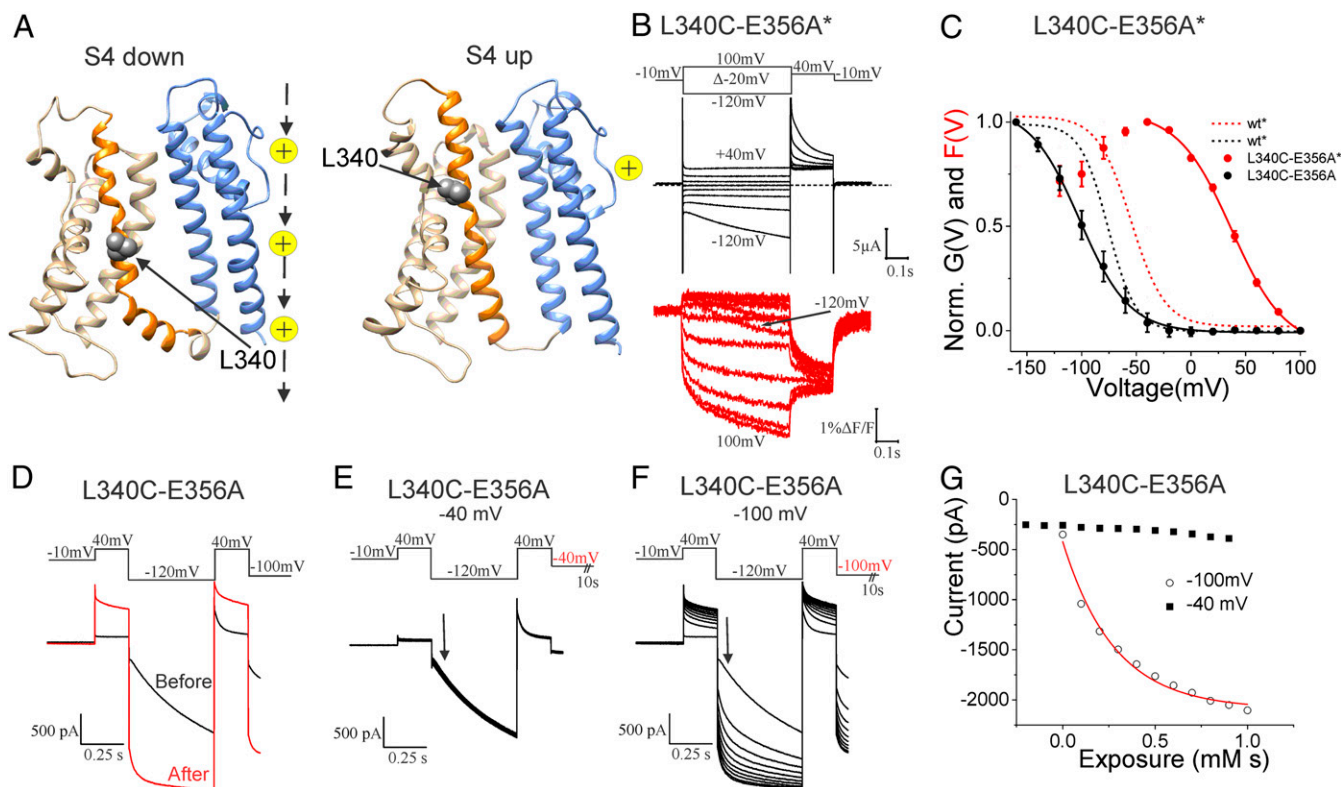 A
S4 down
S4 up
L340
L340
+
+
+
+
B
L340C-E356A*
100mV
-10mV
40mV
-10mV
Δ-20mV
-120mV
+40mV
-120mV
5µA
0.1s
-120mV
100mV
1%ΔF/F
0.1s
C
L340C-E356A*
Norm. G(V) and F(V)
1.0
0.5
0.0
-150
-100
-50
0
50
100
Voltage(mV)
wt*
wt*
L340C-E356A*
L340C-E356A
D
L340C-E356A
-10mV
40mV
-120mV
40mV
-100mV
Before
After
500 pA
0.25 s
E
L340C-E356A
-40 mV
-10mV
40mV
-120mV
40mV
-40mV
10s
500 pA
0.25 s
F
L340C-E356A
-100 mV
-10mV
40mV
-120mV
40mV
-100mV
10s
500 pA
0.25 s
G
L340C-E356A
Current (pA)
0
-500
-1000
-1500
-2000
0.0
0.5
1.0
Exposure (mM s)
-100mV
-40 mV